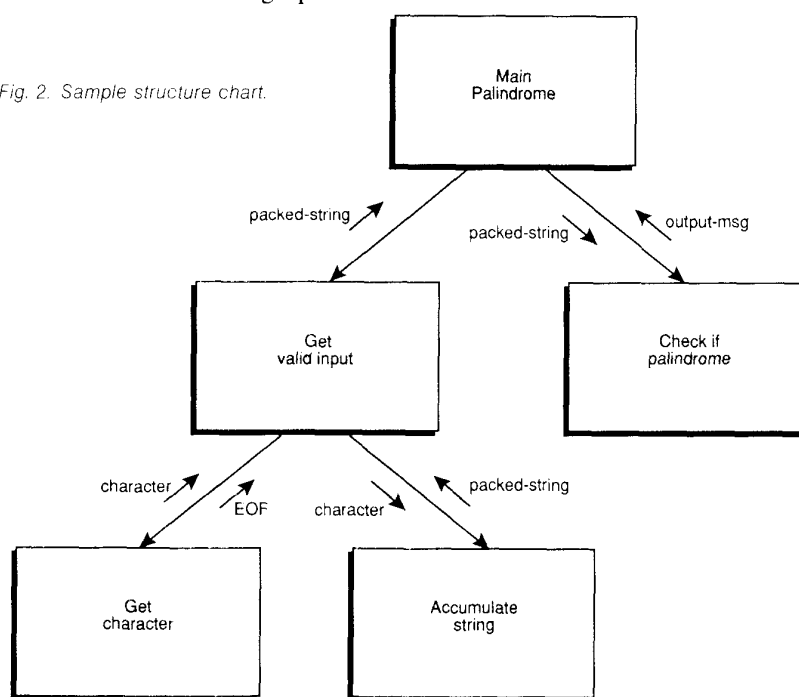 Main
Palindrome
Fig. 2. Sample structure chart.
packed-string
packed-string
output-msg
Get
valid input
Check if
palindrome
character
EOF
character
packed-string
Get
character
Accumulate
string